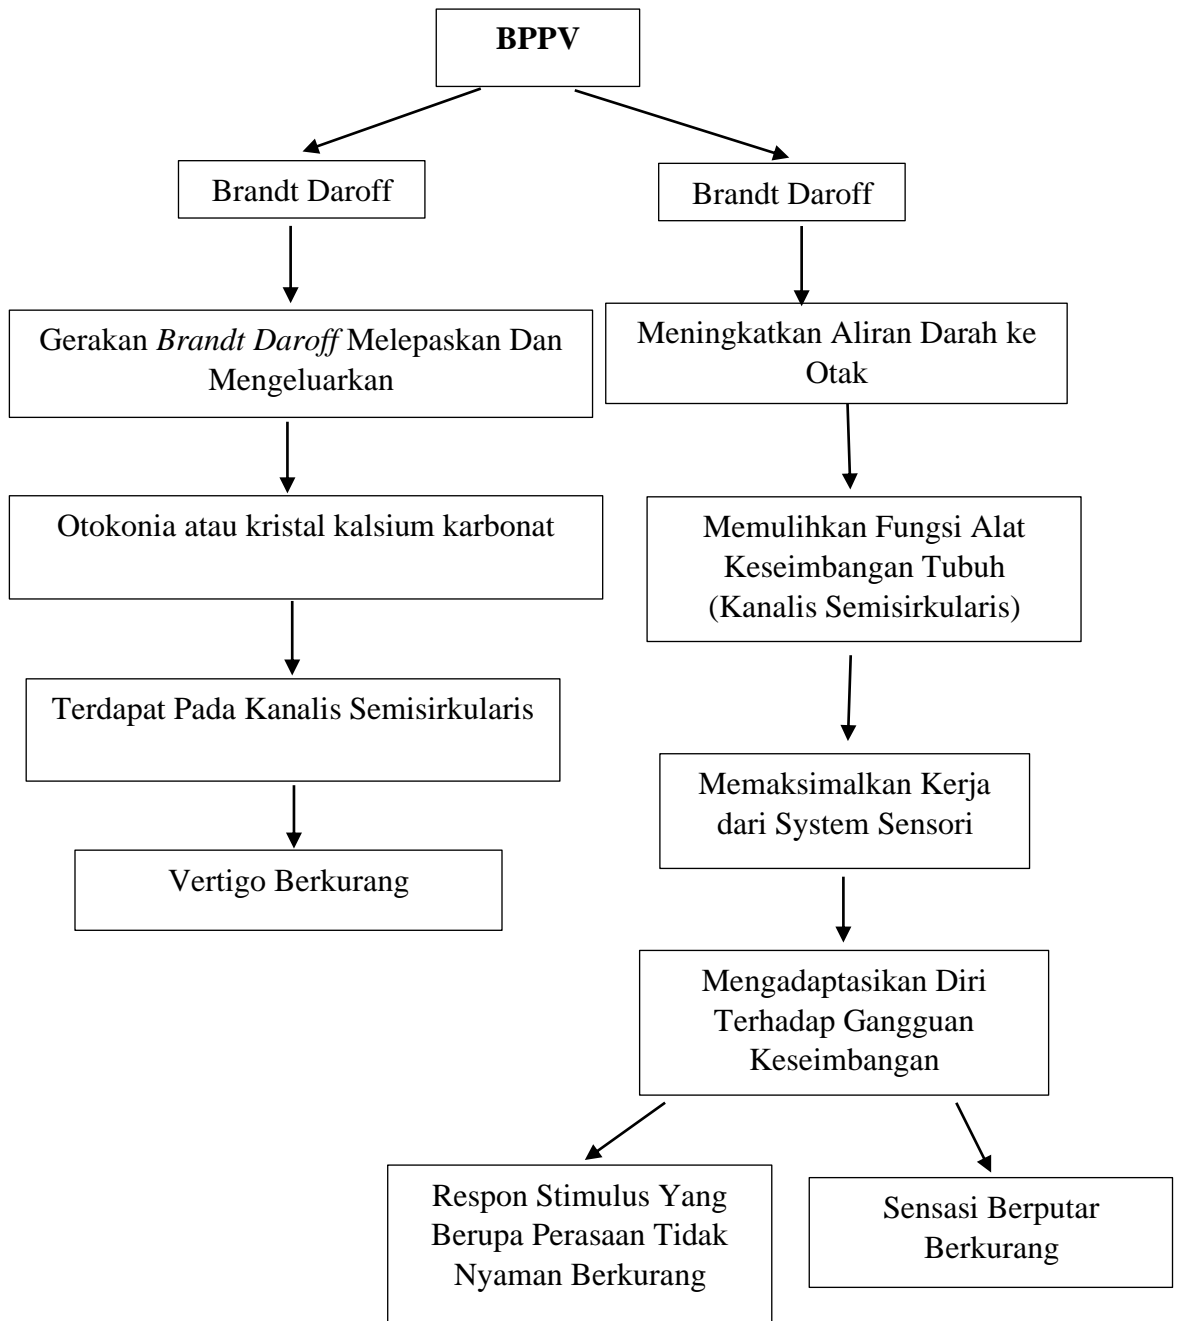 BPPV
Brandt Daroff
Brandt Daroff
Gerakan Brandt Daroff Melepaskan Dan
Mengeluarkan
Meningkatkan Aliran Darah ke
Otak
Otokonia atau kristal kalsium karbonat
Memulihkan Fungsi Alat
Keseimbangan Tubuh
(Kanalis Semisirkularis)
Terdapat Pada Kanalis Semisirkularis
Memaksimalkan Kerja
dari System Sensori
Vertigo Berkurang
Mengadaptasikan Diri
Terhadap Gangguan
Keseimbangan
Respon Stimulus Yang
Berupa Perasaan Tidak
Nyaman Berkurang
Sensasi Berputar
Berkurang